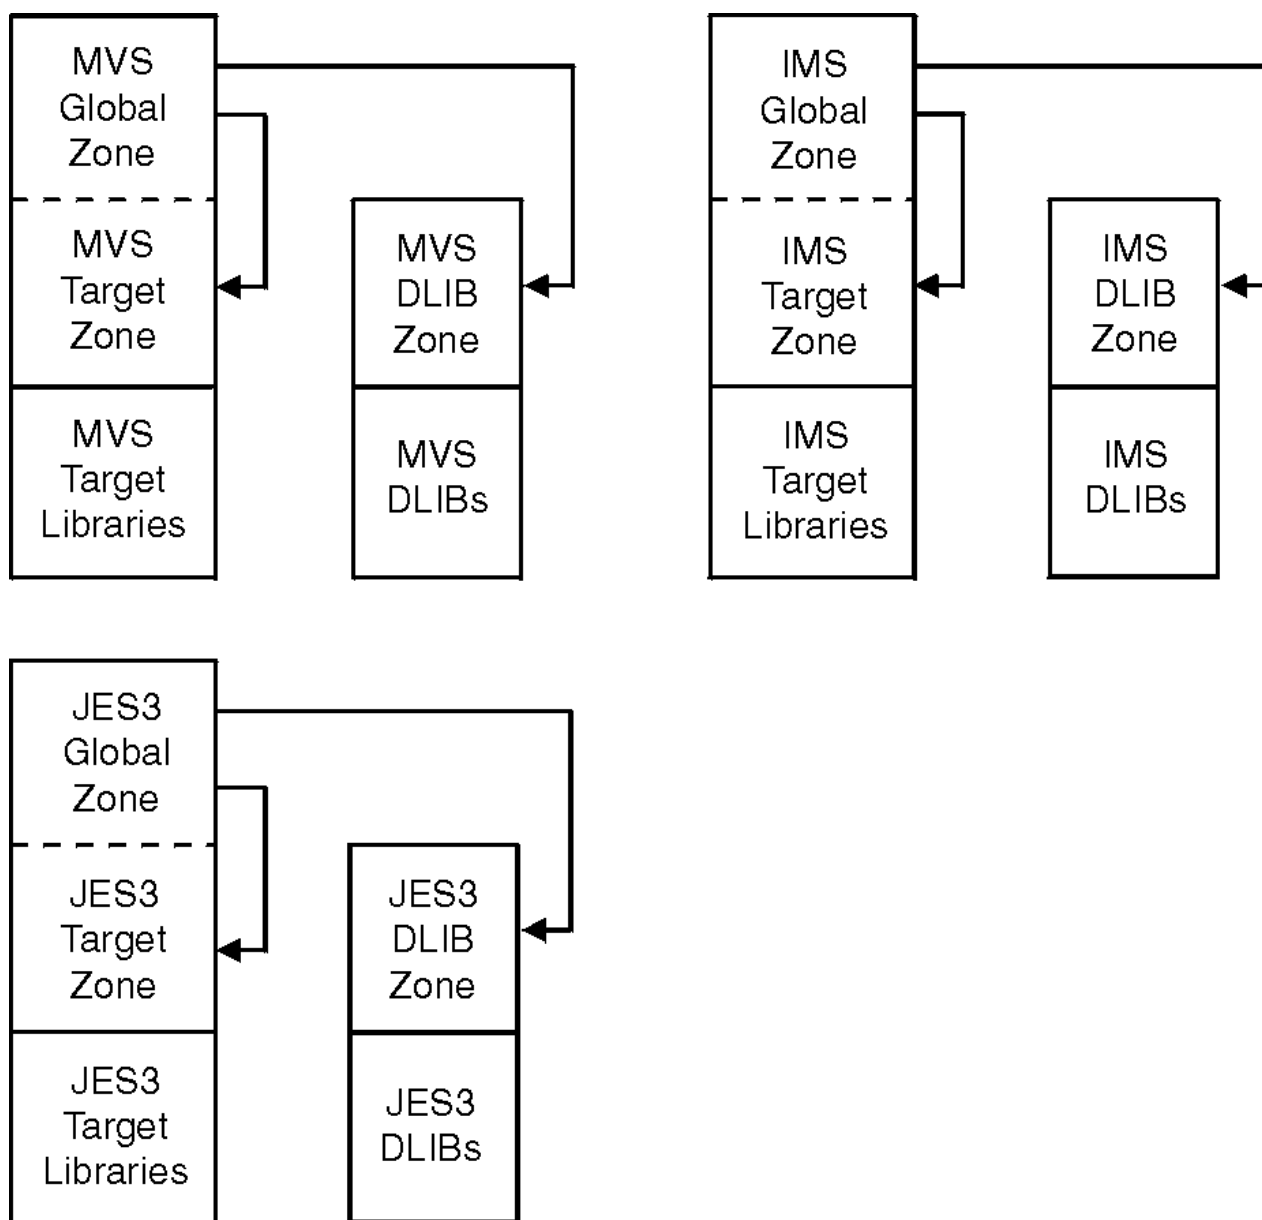 MVS
Global
Zone
MVS
Target
Zone
MVS
Target
Libraries
MVS
DLIB
Zone
MVS
DLIBs
IMS
Global
Zone
IMS
Target
Zone
IMS
Target
Libraries
IMS
DLIB
Zone
IMS
DLIBs
JES3
Global
Zone
JES3
Target
Zone
JES3
Target
Libraries
JES3
DLIB
Zone
JES3
DLIBs